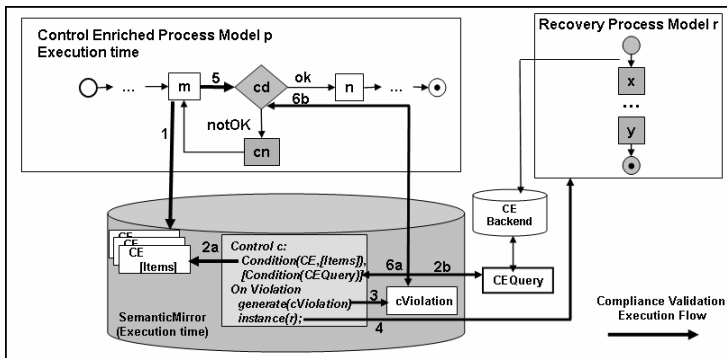 Control Enriched Process Model p
Execution time
Recovery Process Model r
...
m
5
cd
ok
n
...
6b
notOK
cn
1
x
...
y
CE
Backend
CE
CE
CE
[Items]
2a
Control c:
Condition(CE,[Items]),
[Condition(CEQuery)]
On Violation
generate(cViolation)
instance(r);
3
4
6a
2b
cViolation
CEQuery
SemanticMirror
(Execution time)
Compliance Validation
Execution Flow